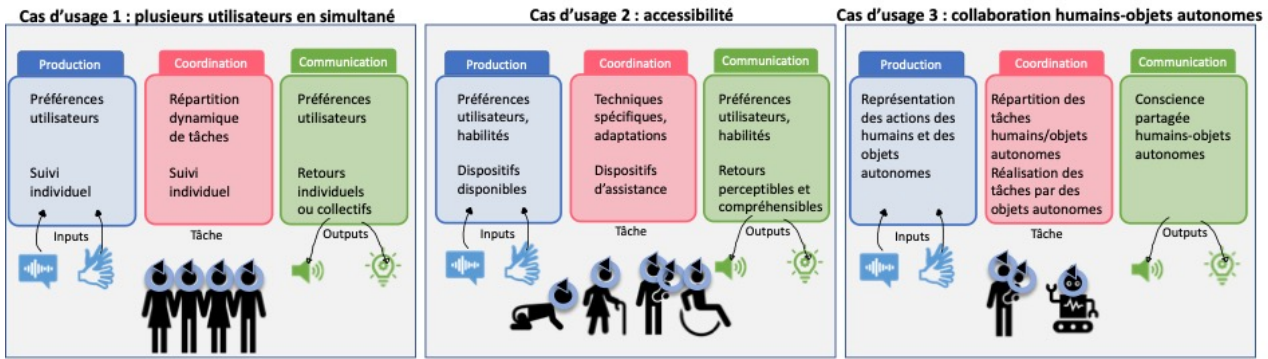 Cas d'usage 1 : plusieurs utilisateurs en simultané
Production
Préférences
utilisateurs
Suivi
individuel
Coordination
Répartition
dynamique
de tâches
Suivi
individuel
Communication
Préférences
utilisateurs
Retours
individuels
ou collectifs
Inputs
Tâche
Outputs
Cas d'usage 2 : accessibilité
Production
Préférences
utilisateurs,
habilités
Dispositifs
disponibles
Coordination
Techniques
spécifiques,
adaptations
Dispositifs
d'assistance
Communication
Préférences
utilisateurs,
habilités
Retours
perceptibles et
compréhensibles
Inputs
Tâche
Outputs
Cas d'usage 3 : collaboration humains-objets autonomes
Production
Représentation
des actions des
humains et des
objets
autonomes
Coordination
Répartition des
tâches
humains/objets
autonomes
Réalisation des
tâches par des
objets autonomes
Communication
Conscience
partagée
humains-objets
autonomes
Inputs
Tâche
Outputs